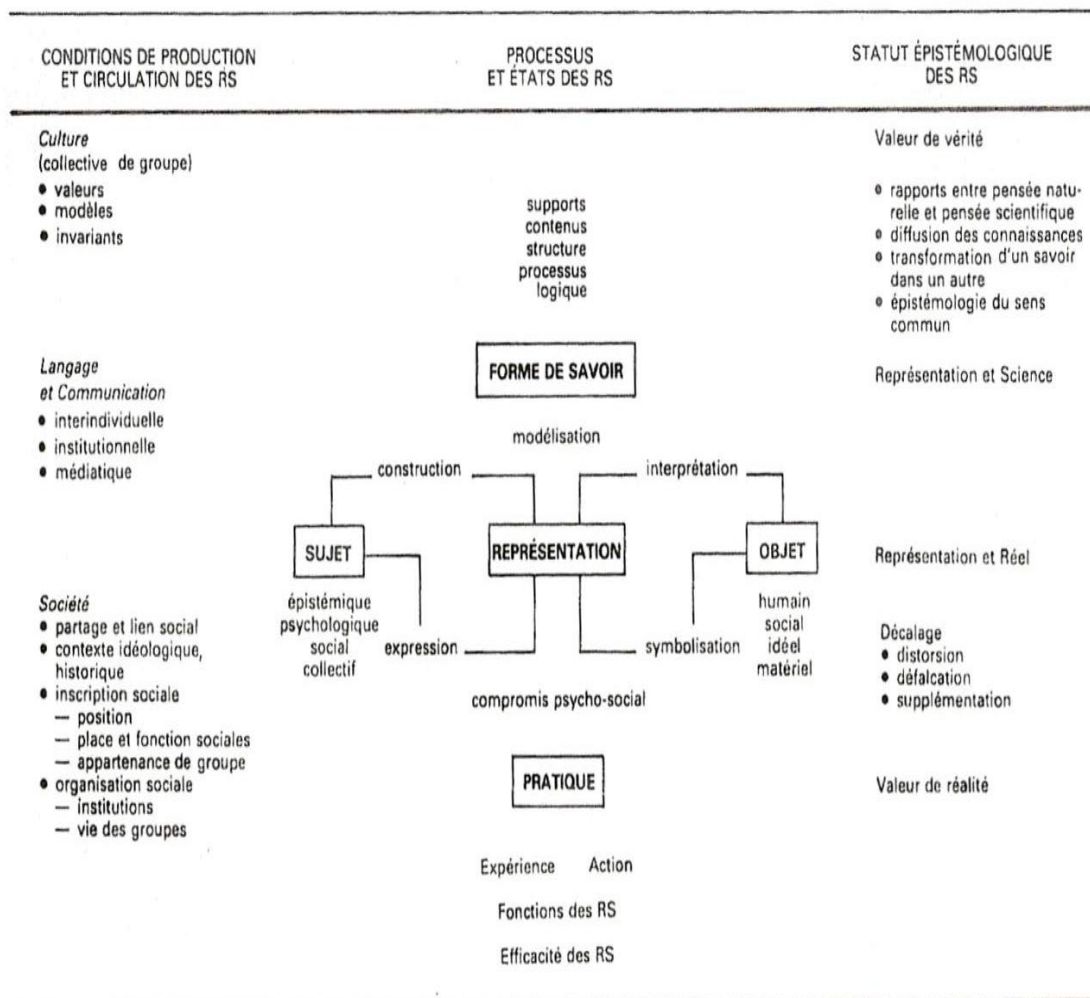 CONDITIONS DE PRODUCTION
ET CIRCULATION DES RS
PROCESSUS
ET ÉTATS DES RS
STATUT ÉPISTÉMOLOGIQUE
DES RS
Culture
(collective de groupe)
• valeurs
• modèles
• invariants
Langage
et Communication
• interindividuelle
• institutionnelle
• médiatique
Société
• partage et lien social
• contexte idéologique,
historique
• inscription sociale
— position
— place et fonction sociales
— appartenance de groupe
• organisation sociale
— institutions
— vie des groupes
supports
contenus
structure
processus
logique
FORME DE SAVOIR
modélisation
construction
interprétation
SUJET
REPRÉSENTATION
OBJET
épistémique
psychologique
social
collectif
expression
symbolisation
humain
social
idéel
matériel
compromis psycho-social
PRATIQUE
Expérience Action
Fonctions des RS
Efficacité des RS
Valeur de vérité
• rapports entre pensée natu-
relle et pensée scientifique
• diffusion des connaissances
• transformation d'un savoir
dans un autre
• épistémologie du sens
commun
Représentation et Science
Représentation et Réel
Décalage
• distorsion
• défalcation
• supplémentation
Valeur de réalité